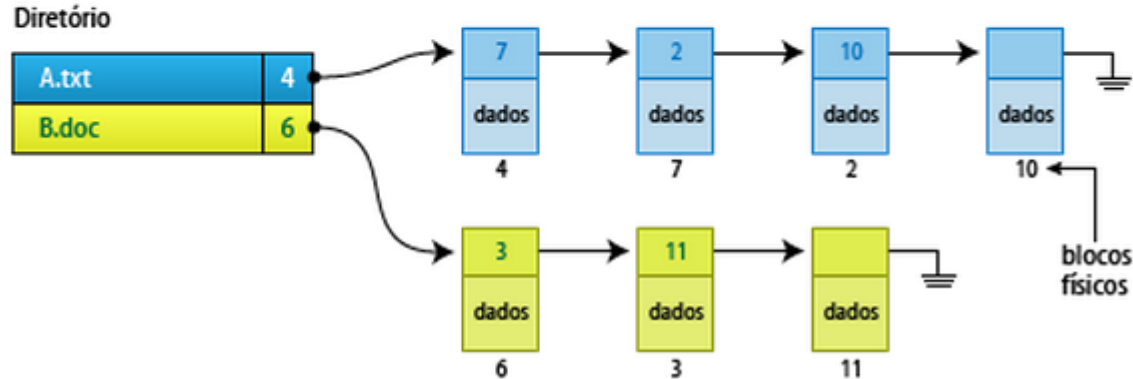 Diretório
A.txt 4
B.doc 6
7 2 10
dados dados dados dados
4 7 2 10
3 11
dados dados dados
6 3 11
blocos
físicos